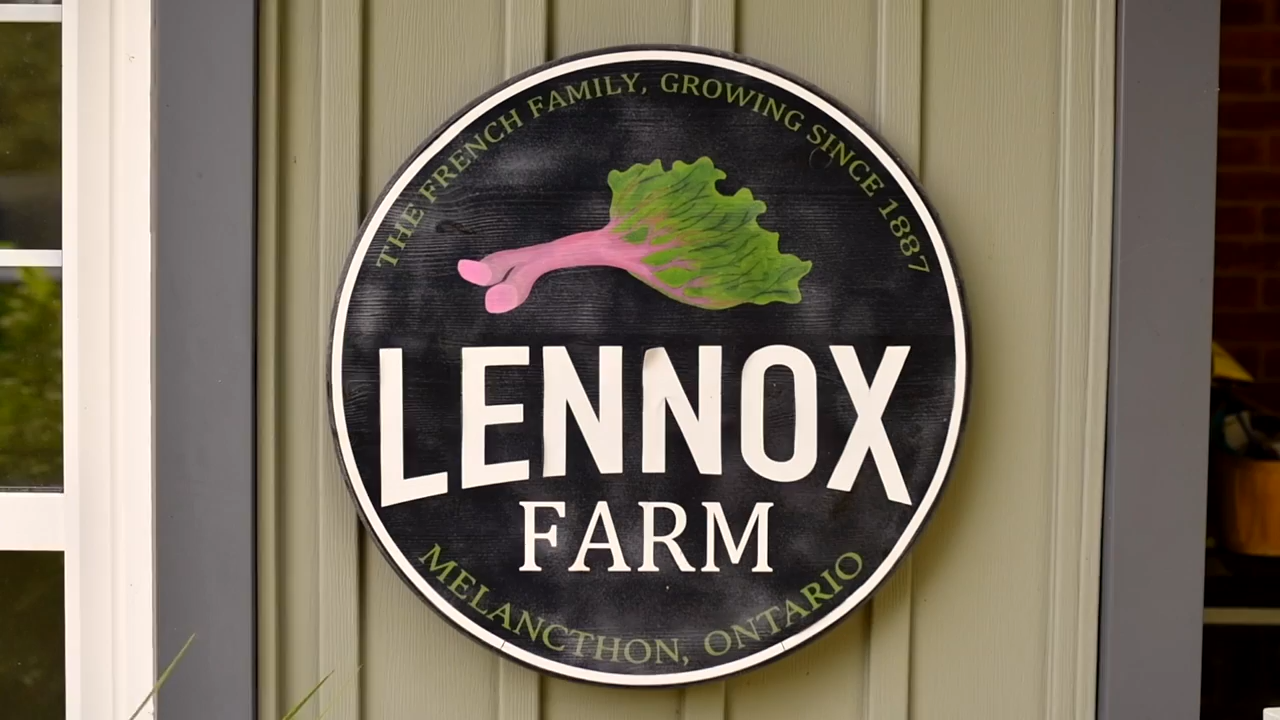 THE FRENCH FAMILY, GROWING SINCE 1887
LENNOX
FARM
MELANCTHON, ONTARIO